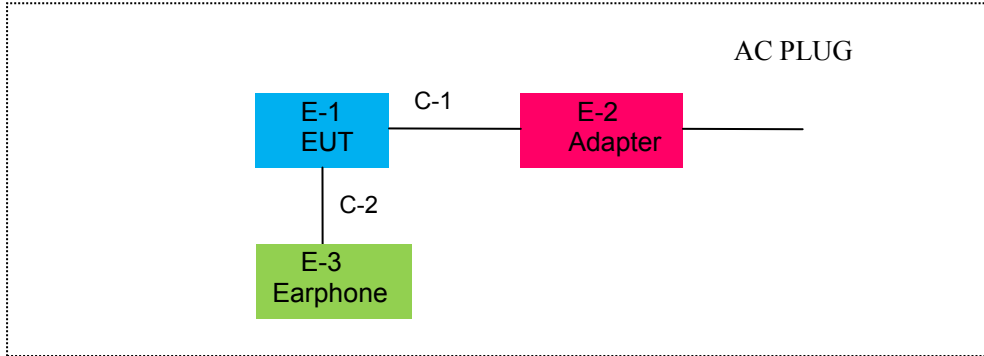 AC PLUG
E-1
EUT
C-1
E-2
Adapter
C-2
E-3
Earphone